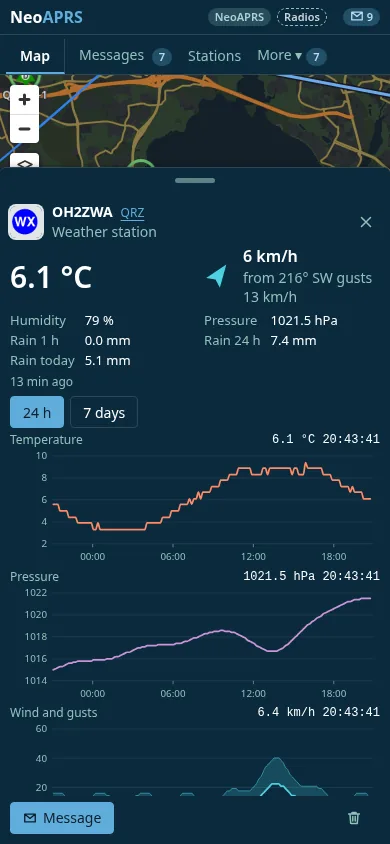 NeoAPRS
NeoAPRS
Radios
9
Map
Messages 7
Stations
More ▾ 7
1
+
−
WX
OH2ZWA QRZ
Weather station
6.1 °C
6 km/h
from 216° SW gusts
13 km/h
Humidity 79 %
Pressure 1021.5 hPa
Rain 1 h 0.0 mm
Rain 24 h 7.4 mm
Rain today 5.1 mm
13 min ago
24 h
7 days
Temperature 6.1 °C 20:43:41
10
8
6
4
2
00:00 06:00 12:00 18:00
Pressure 1021.5 hPa 20:43:41
1022
1020
1018
1016
1014
00:00 06:00 12:00 18:00
Wind and gusts 6.4 km/h 20:43:41
60
40
20
Message